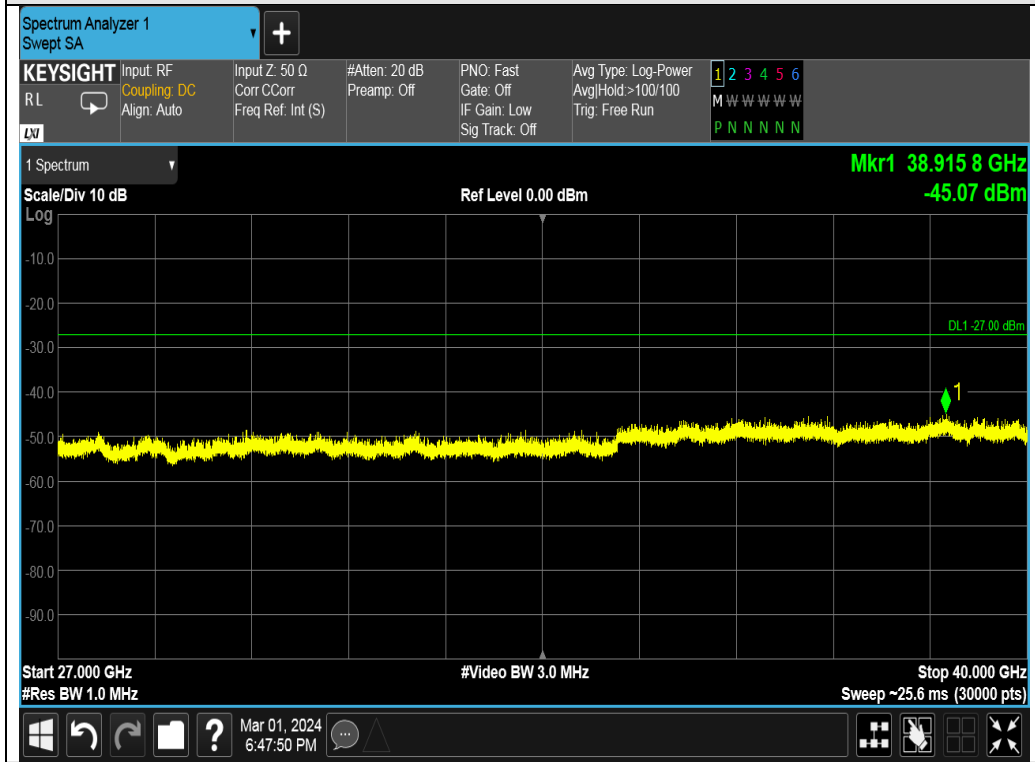 Spectrum Analyzer 1
Swept SA
KEYSIGHT
R L
LXI
Input: RF
Coupling: DC
Align: Auto
Input Z: 50 Ω
Corr CCorr
Freq Ref: Int (S)
#Atten: 20 dB
Preamp: Off
PNO: Fast
Gate: Off
IF Gain: Low
Sig Track: Off
Avg Type: Log-Power
Avg|Hold:>100/100
Trig: Free Run
1 2 3 4 5 6
M W W W W W
P N N N N N
1 Spectrum
Scale/Div 10 dB
Log
Ref Level 0.00 dBm
Mkr1 38.915 8 GHz
-45.07 dBm
-10.0
-20.0
DL1 -27.00 dBm
-30.0
-40.0
1
-50.0
-60.0
-70.0
-80.0
-90.0
Start 27.000 GHz
#Video BW 3.0 MHz
Stop 40.000 GHz
#Res BW 1.0 MHz
Sweep ~25.6 ms (30000 pts)
?
Mar 01, 2024
6:47:50 PM